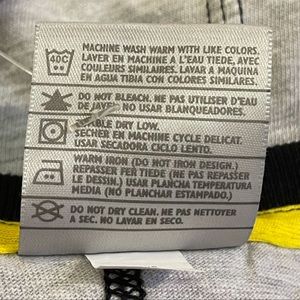 40C
MACHINE WASH WARM WITH LIKE COLORS.
LAVER EN MACHINE A L'EAU TIEDE, AVEC
COULEURS SIMILAIRES. LAVAR A MAQUINA
EN AGUA TIBIA CON COLORES SIMILARES.
DO NOT BLEACH. NE PAS UTILISER D'EAU
DE JAVEL. NO USAR BLANQUEADORES.
DRY LOW.
SECHER EN MACHINE CYCLE DELICAT.
USAR SECADORA CICLO LENTO.
WARM IRON (DO NOT IRON DESIGN.)
REPASSER FER TIEDE (NE PAS REPASSER
LE DESSIN.) USAR PLANCHA TEMPERATURA
MEDIA (NO PLANCHAR ESTAMPADO.)
DO NOT DRY CLEAN. NE PAS NETTOYER
A SEC. NO LAVAR EN SECO.